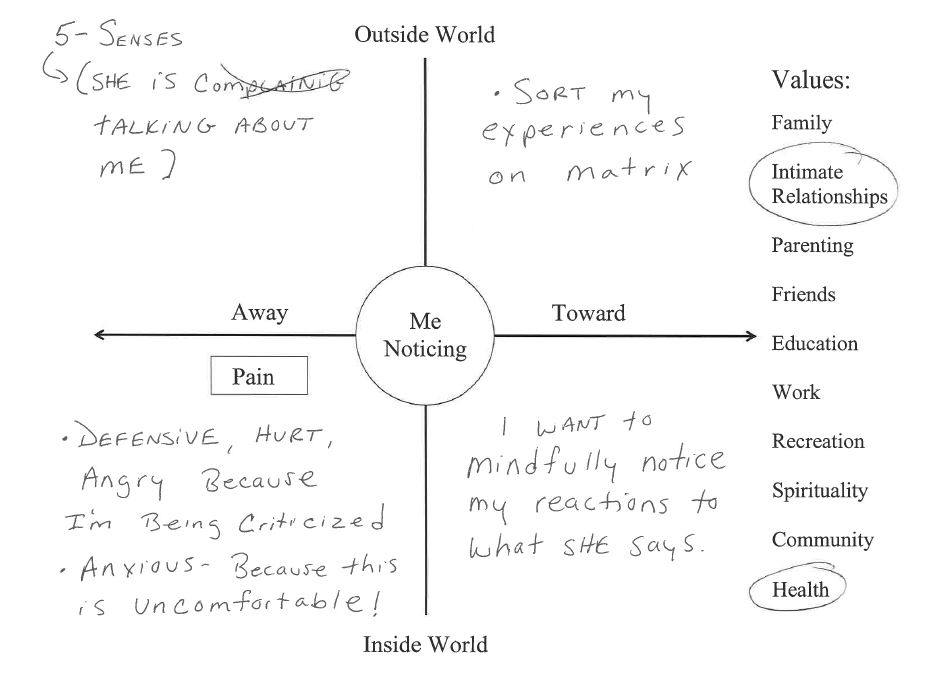 5- SENSES
(SHE is COMPLAINIG
TALKING ABOUT
ME)
Outside World
• SORT my
experiences
on matrix
Values:
Family
Intimate
Relationships
Parenting
Friends
Education
Work
Recreation
Spirituality
Community
Health
Away
Me
Noticing
Toward
Pain
• DEFENSIVE, HURT,
Angry Because
I'm Being Criticized
• Anxious- Because this
is uncomfortable!
I WANT to
mindfully notice
my reactions to
what SHE says.
Inside World